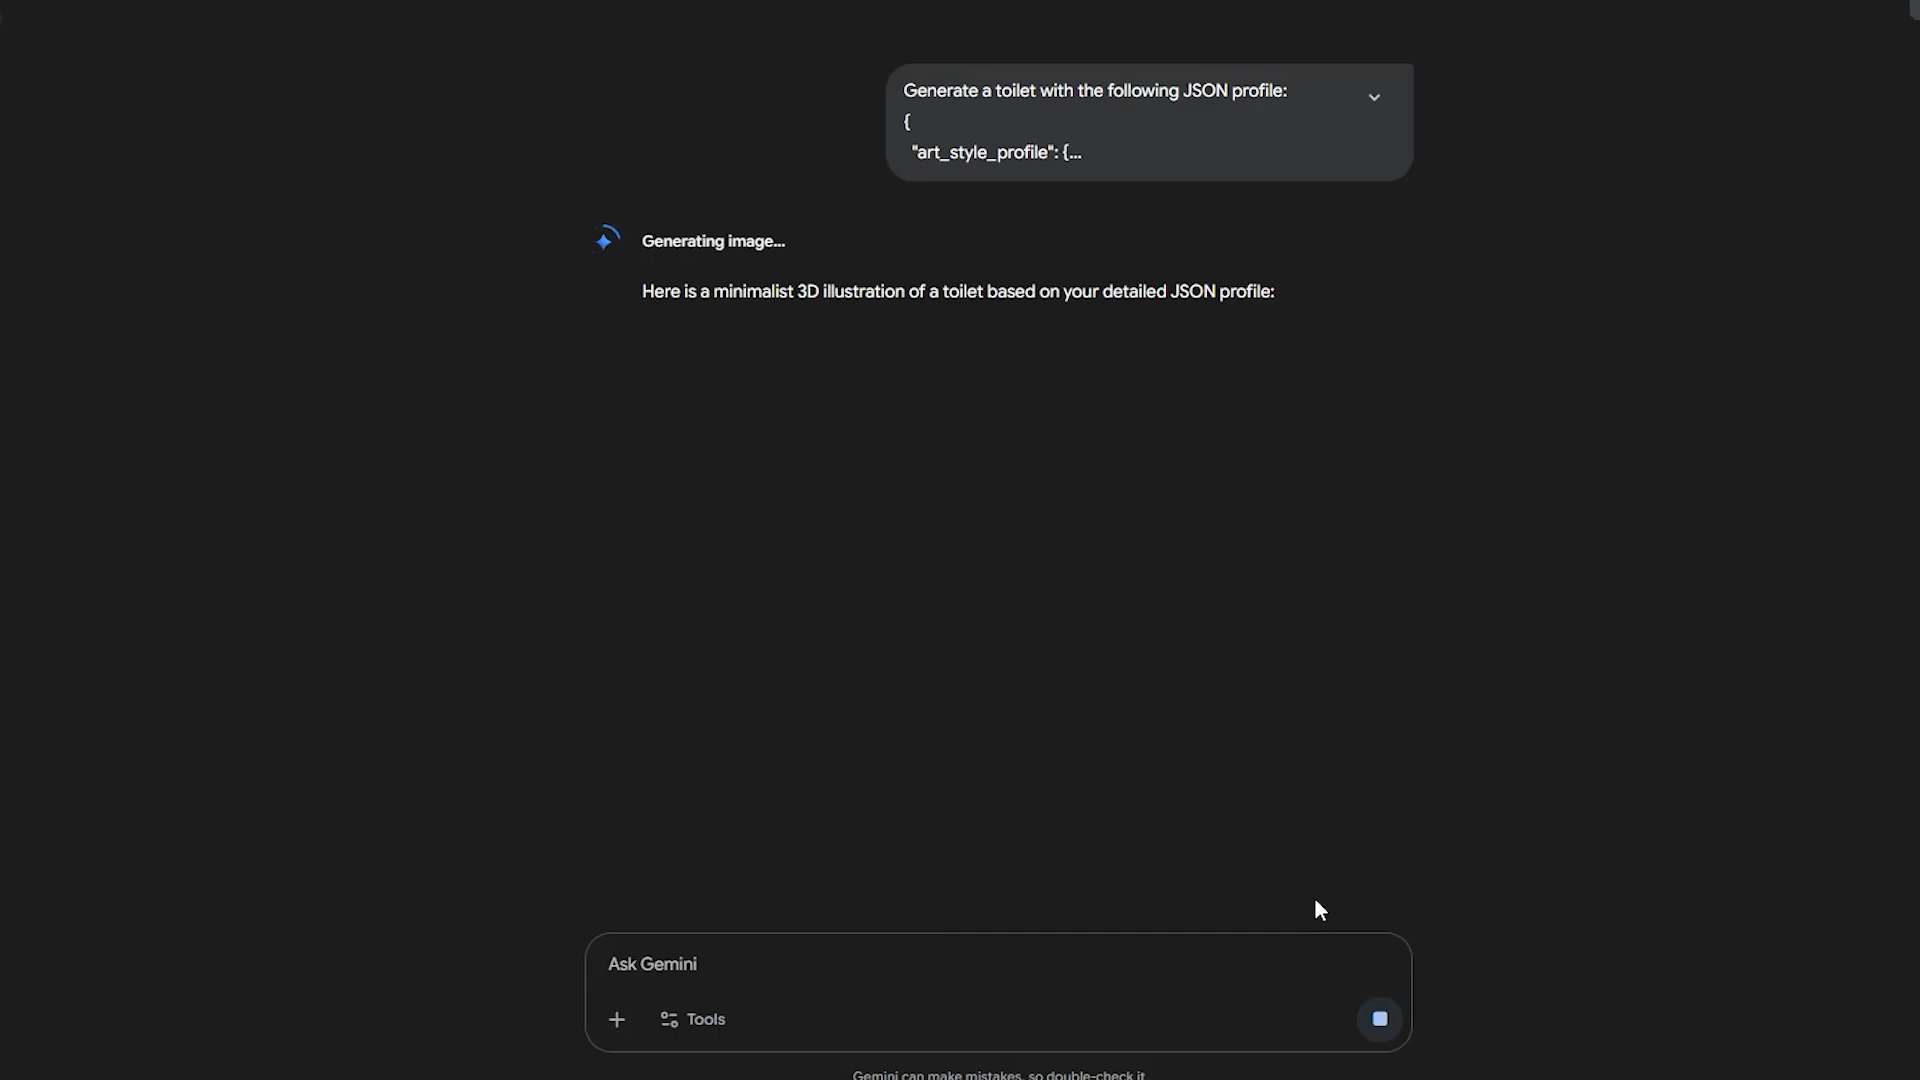 Generate a toilet with the following JSON profile:
{
"art_style_profile": {...
Generating image...
Here is a minimalist 3D illustration of a toilet based on your detailed JSON profile:
Ask Gemini
Tools
Gemini can make mistakes, so double-check it